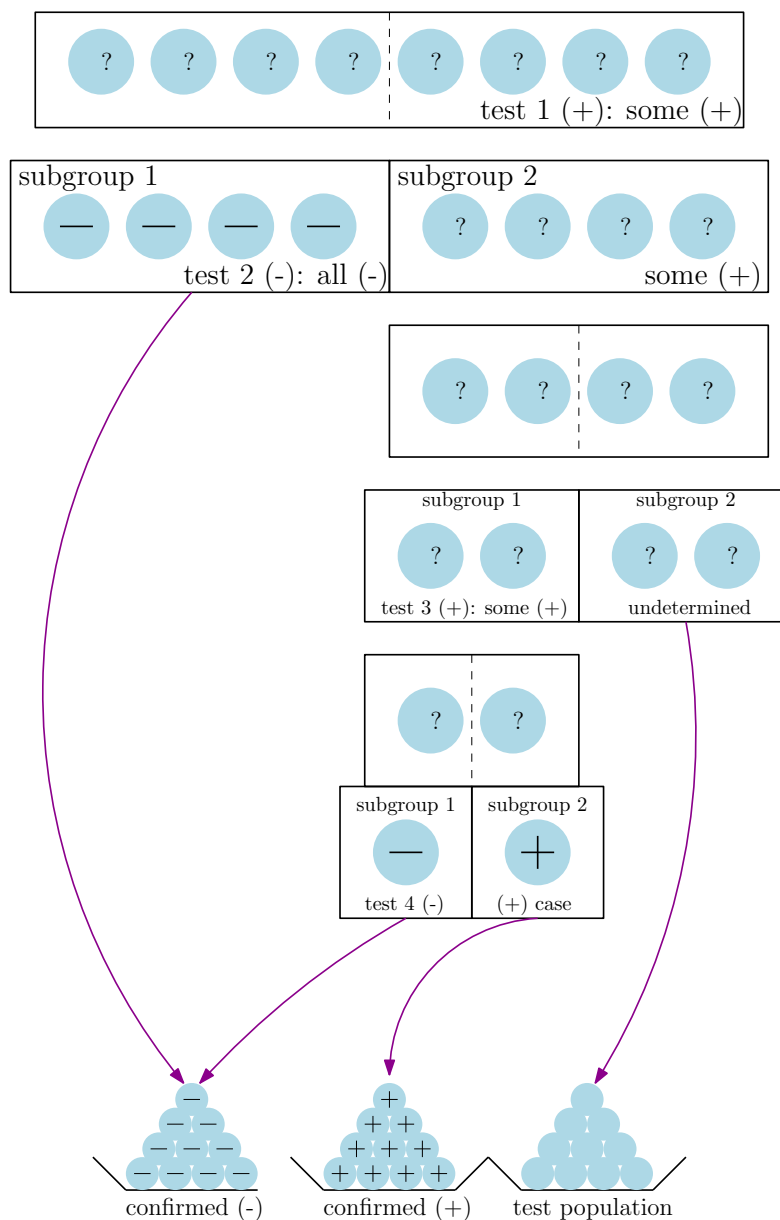 ? ? ? ? ? ? ? ?
test 1 (+): some (+)
subgroup 1 subgroup 2
— — — — ? ? ? ?
test 2 (-): all (-) some (+)
? ? ? ?
subgroup 1 subgroup 2
? ? ? ?
test 3 (+): some (+) undetermined
? ?
subgroup 1 subgroup 2
— +
test 4 (-) (+) case
— +
— — + +
— — — + + +
— — — — + + + +
confirmed (-) confirmed (+) test population